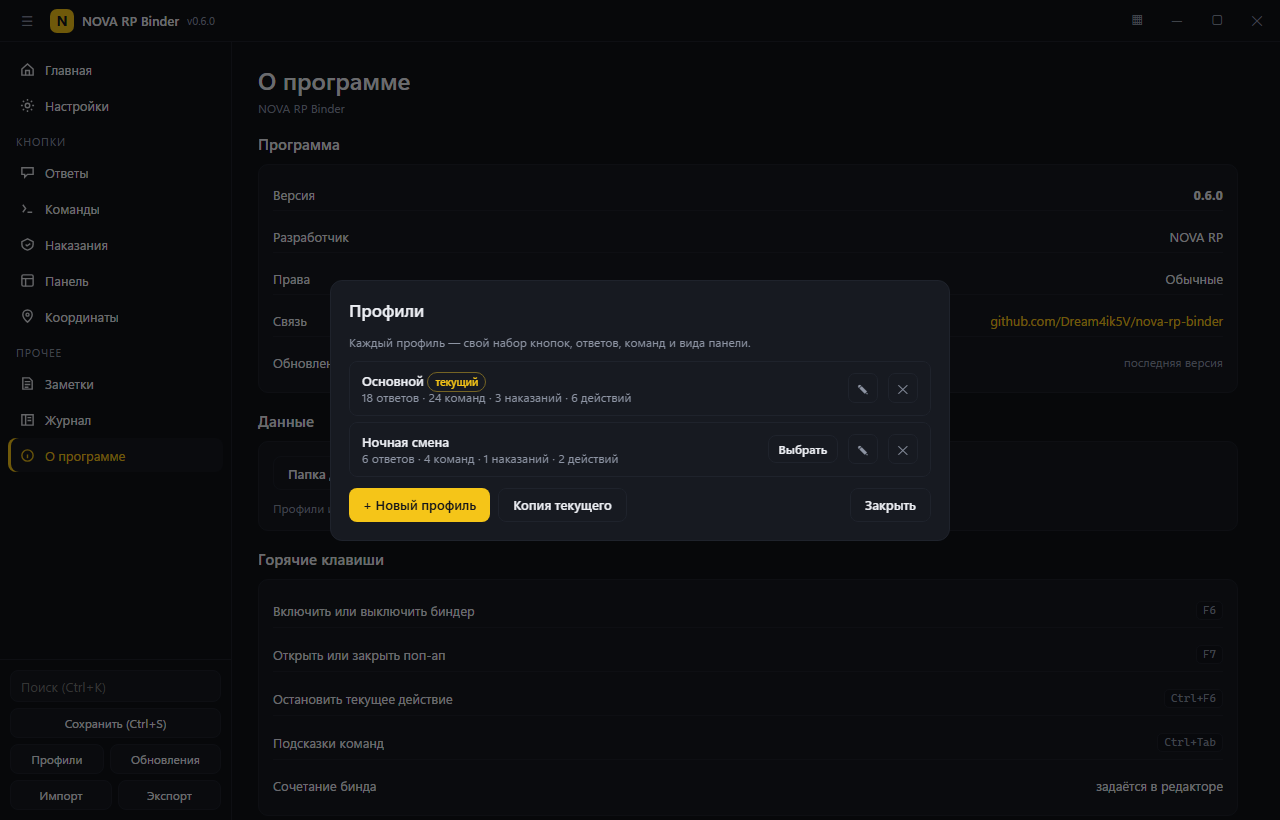 N NOVA RP Binder v0.6.0
Главная
Настройки
КНОПКИ
Ответы
Команды
Наказания
Панель
Координаты
ПРОЧЕЕ
Заметки
Журнал
О программе
Поиск (Ctrl+K)
Сохранить (Ctrl+S)
Профили Обновления
Импорт Экспорт
О программе
NOVA RP Binder
Программа
Версия 0.6.0
Разработчик NOVA RP
Права Обычные
Связь github.com/Dream4ik5V/nova-rp-binder
последняя версия
Данные
Папка
Профили
Профили
Каждый профиль — свой набор кнопок, ответов, команд и вида панели.
Основной текущий
18 ответов · 24 команд · 3 наказаний · 6 действий
Ночная смена
6 ответов · 4 команд · 1 наказаний · 2 действий
Выбрать
+ Новый профиль Копия текущего Закрыть
Горячие клавиши
Включить или выключить биндер F6
Открыть или закрыть поп-ап F7
Остановить текущее действие Ctrl+F6
Подсказки команд Ctrl+Tab
Сочетание бинда задаётся в редакторе